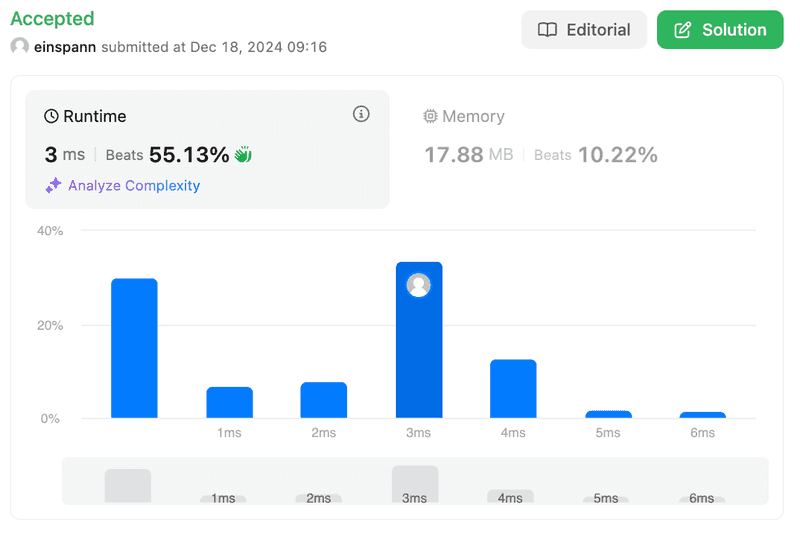 Accepted
einspann submitted at Dec 18, 2024 09:16
Editorial
Solution
Runtime
3 ms | Beats 55.13%
Analyze Complexity
Memory
17.88 MB | Beats 10.22%
40%
20%
0%
1ms 2ms 3ms 4ms 5ms 6ms
1ms 2ms 3ms 4ms 5ms 6ms